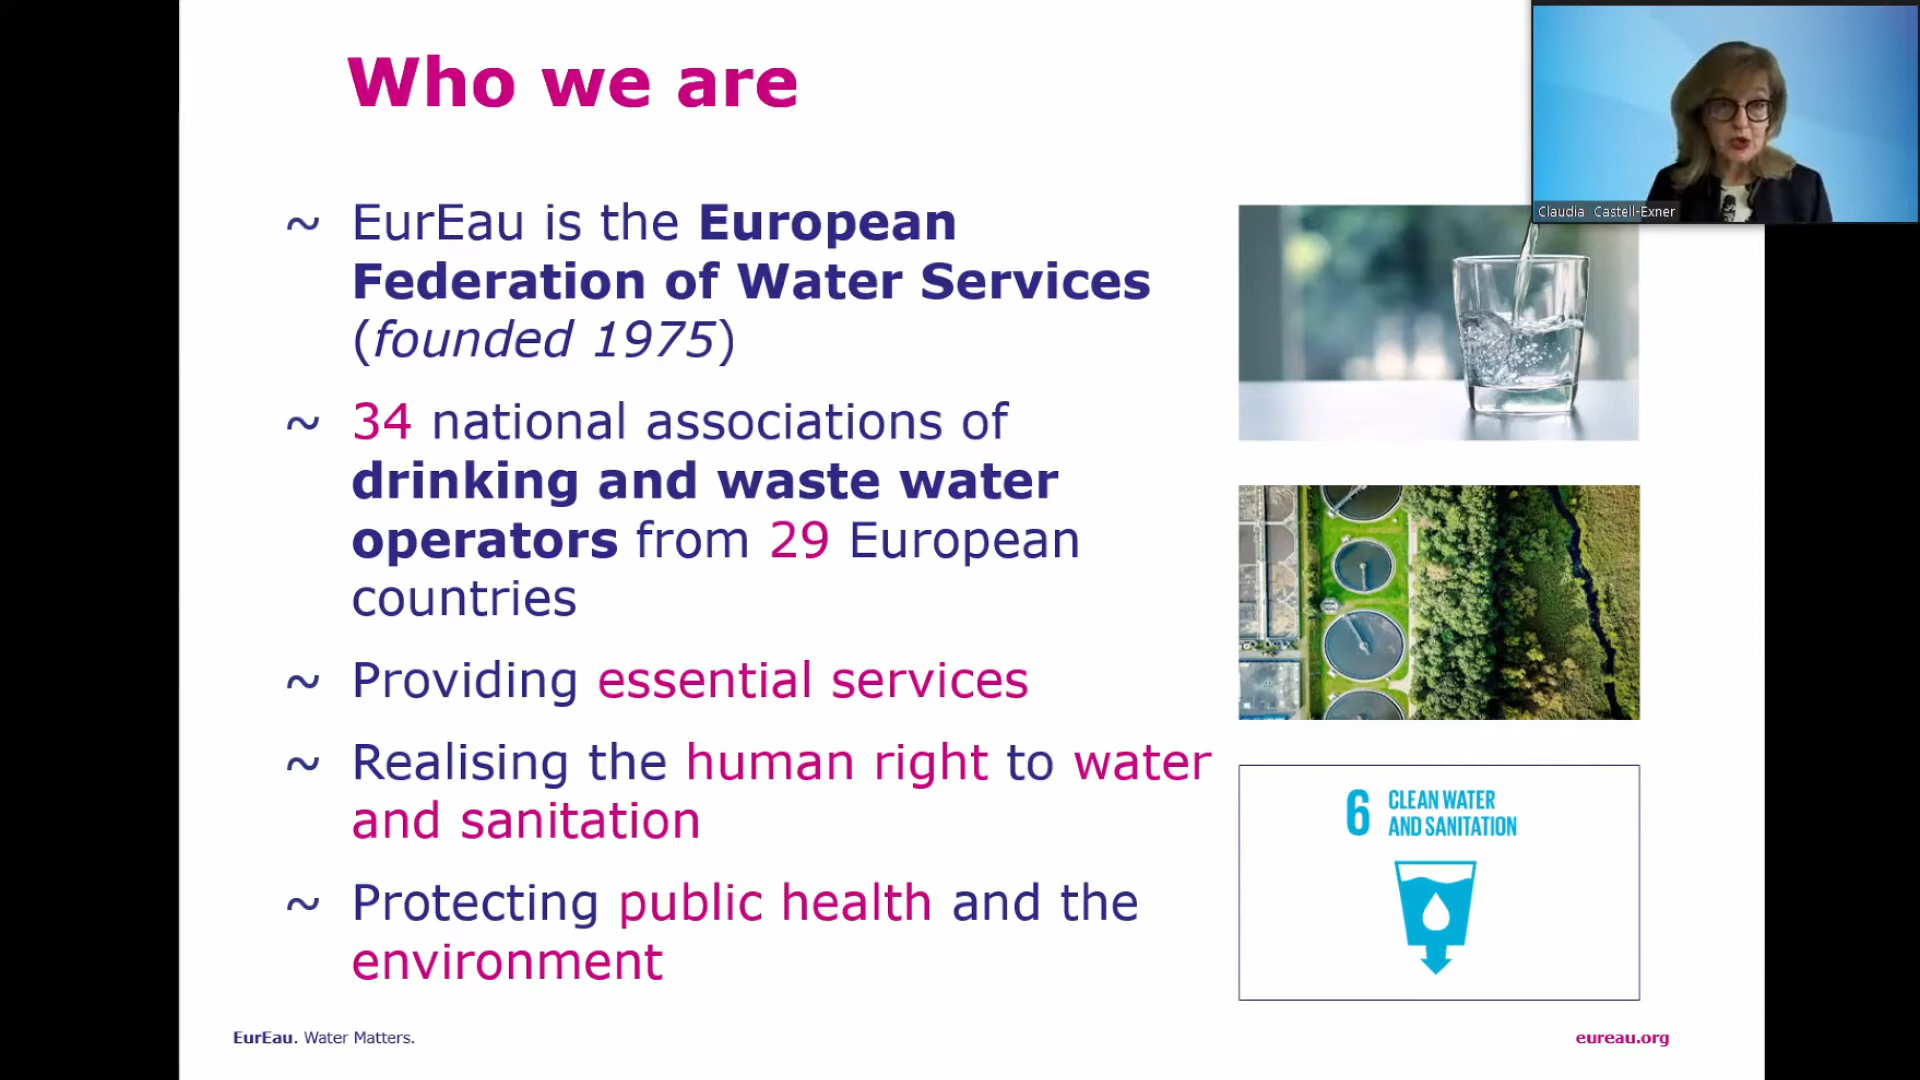 Who we are
Claudia Castell-Exner
~ EurEau is the European
Federation of Water Services
(founded 1975)
~ 34 national associations of
drinking and waste water
operators from 29 European
countries
~ Providing essential services
~ Realising the human right to water
and sanitation
~ Protecting public health and the
environment
6 CLEAN WATER
AND SANITATION
EurEau. Water Matters.
eureau.org